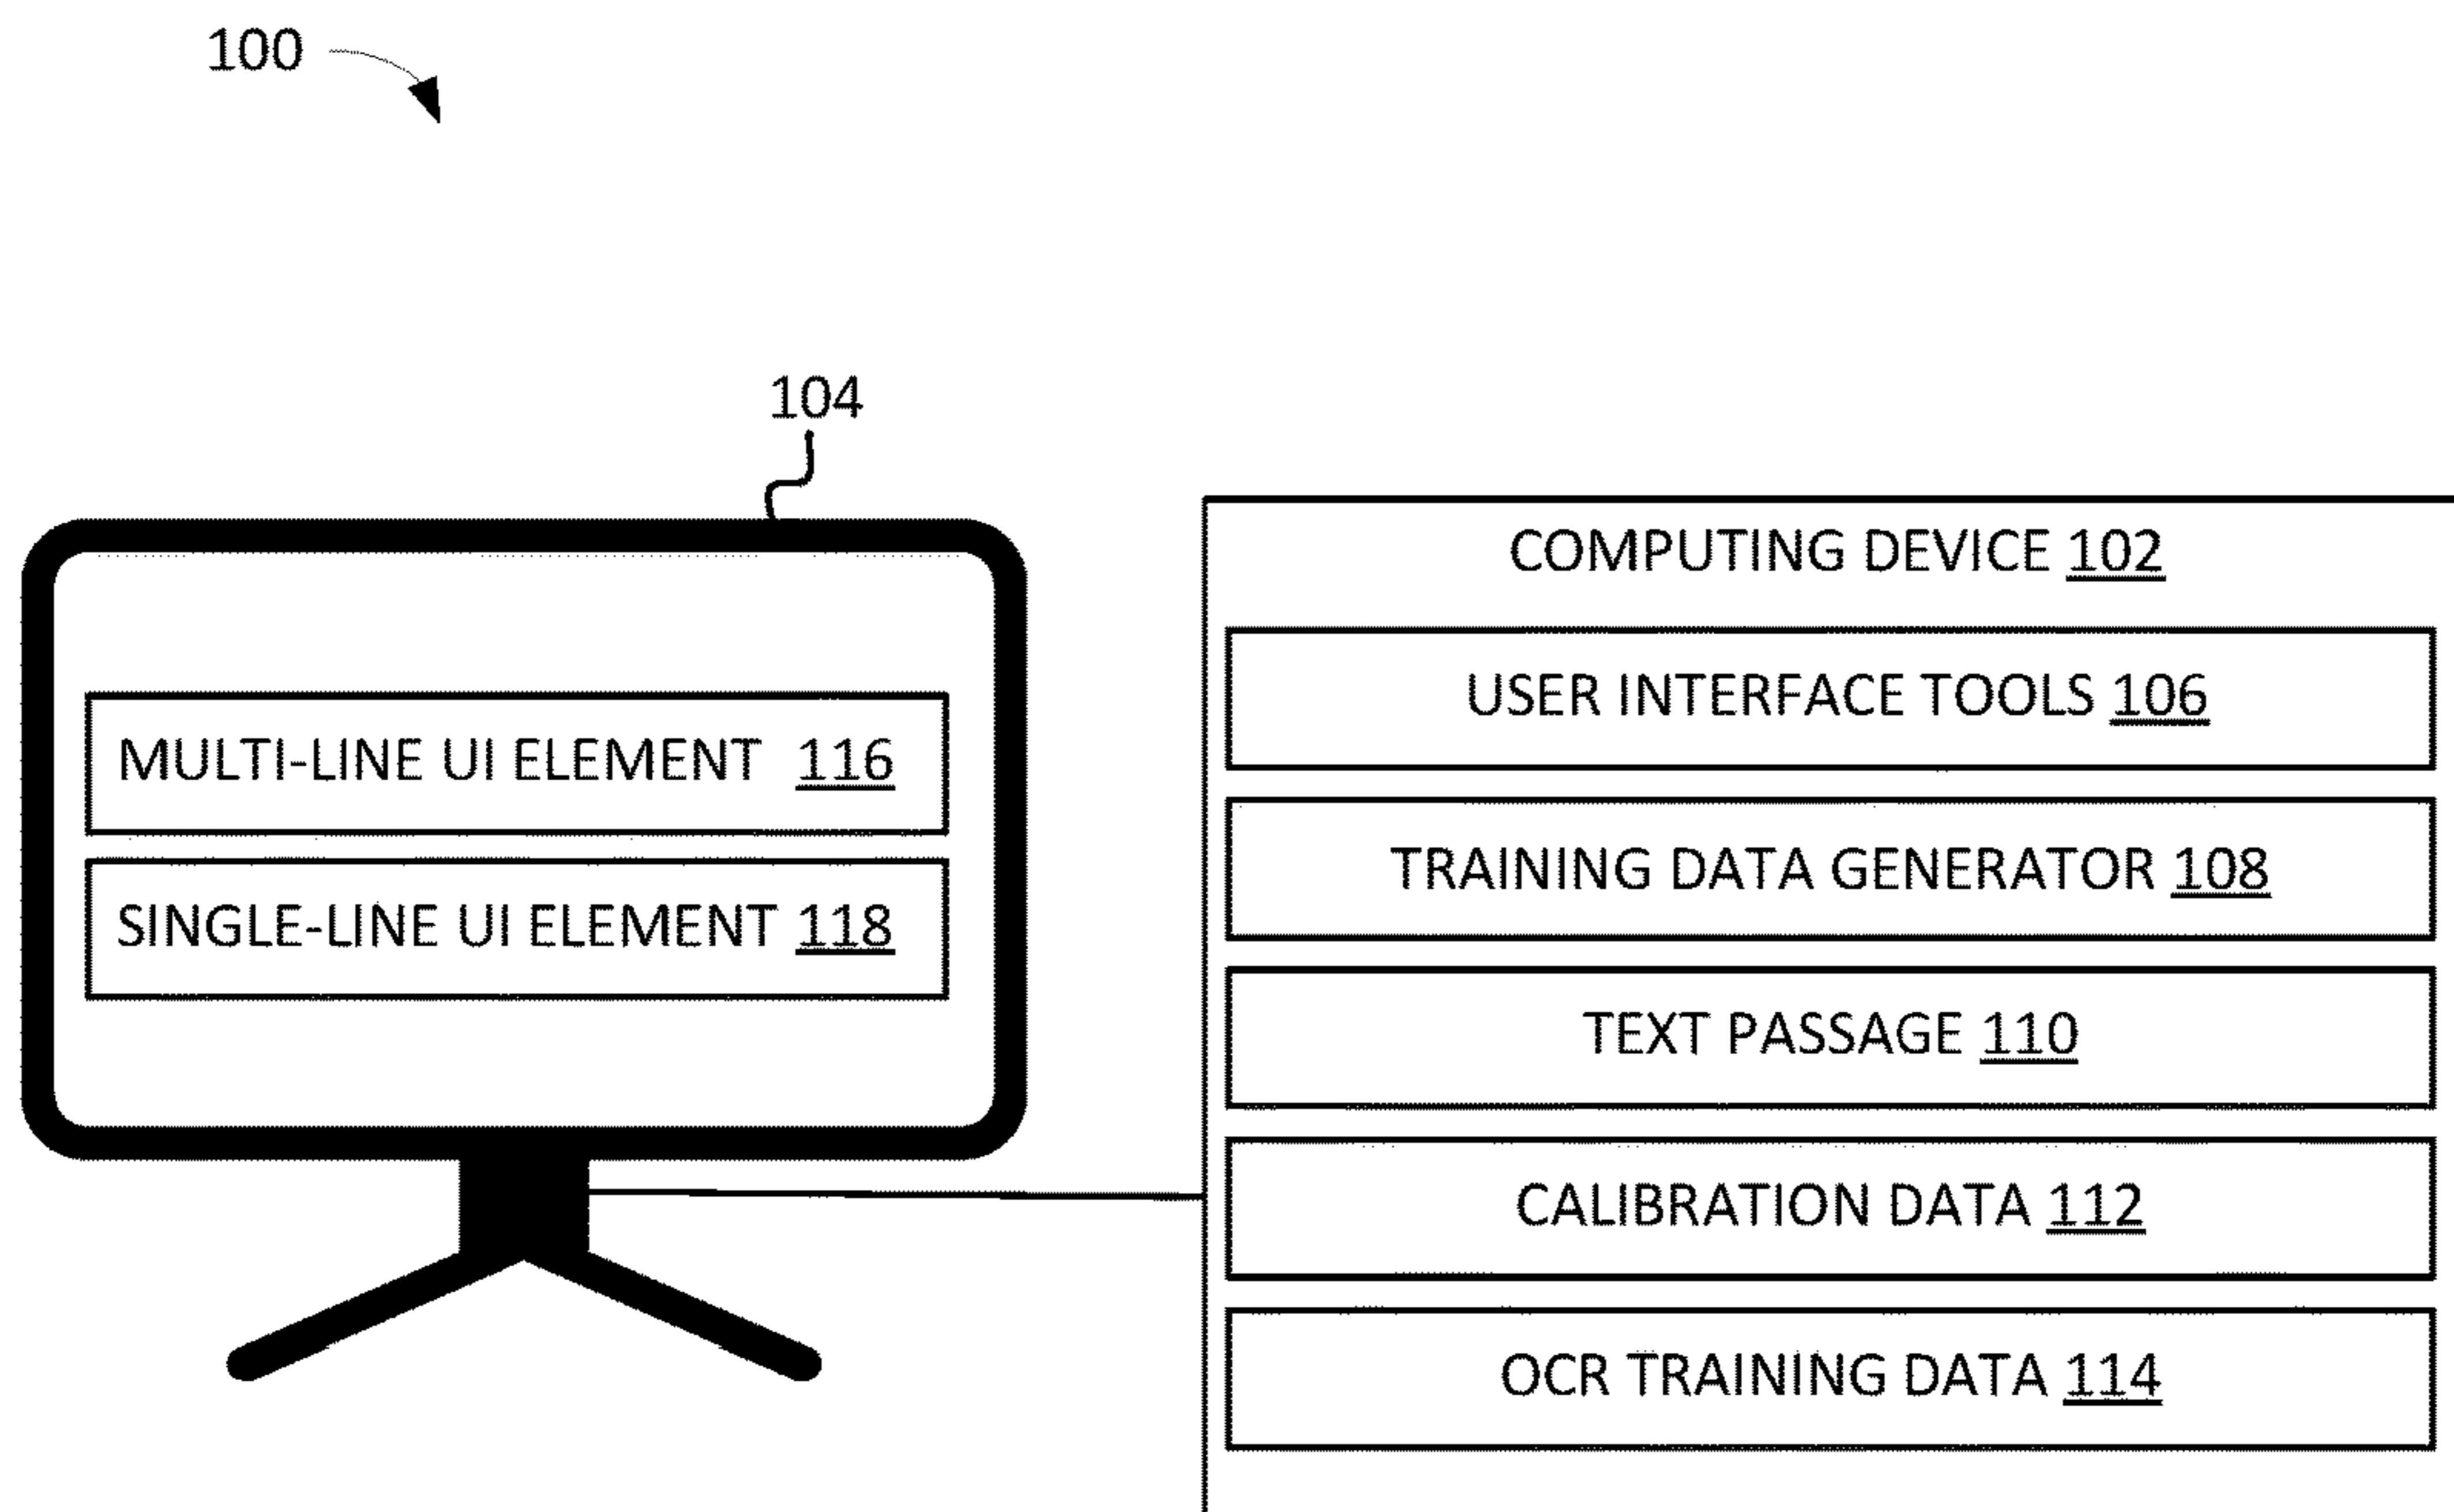 100
104
MULTI-LINE UI ELEMENT 116
SINGLE-LINE UI ELEMENT 118
COMPUTING DEVICE 102
USER INTERFACE TOOLS 106
TRAINING DATA GENERATOR 108
TEXT PASSAGE 110
CALIBRATION DATA 112
OCR TRAINING DATA 114